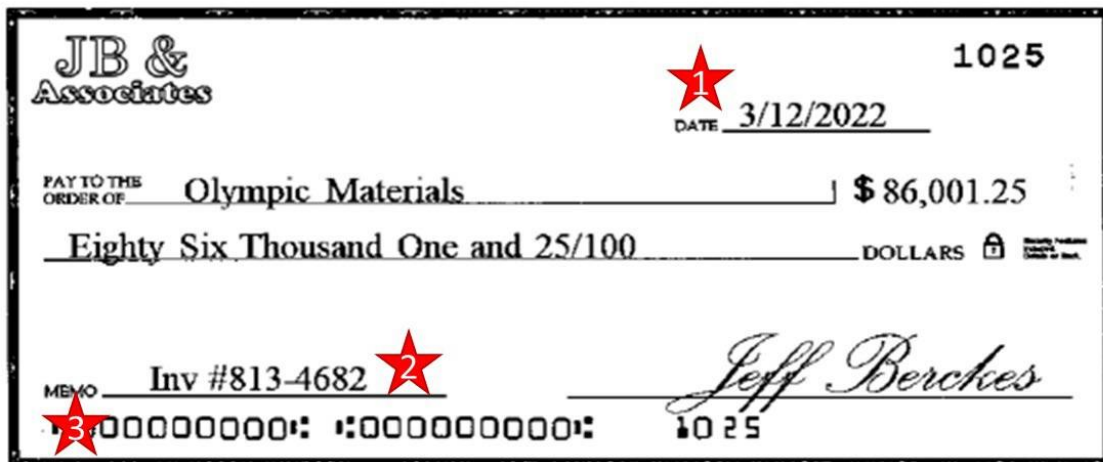 JB &
Associates
1025
1
DATE 3/12/2022
PAY TO THE
ORDER OF Olympic Materials $ 86,001.25
Eighty Six Thousand One and 25/100 DOLLARS
2
MEMO Inv #813-4682 Jeff Berckes
3
000000000 000000000 1025